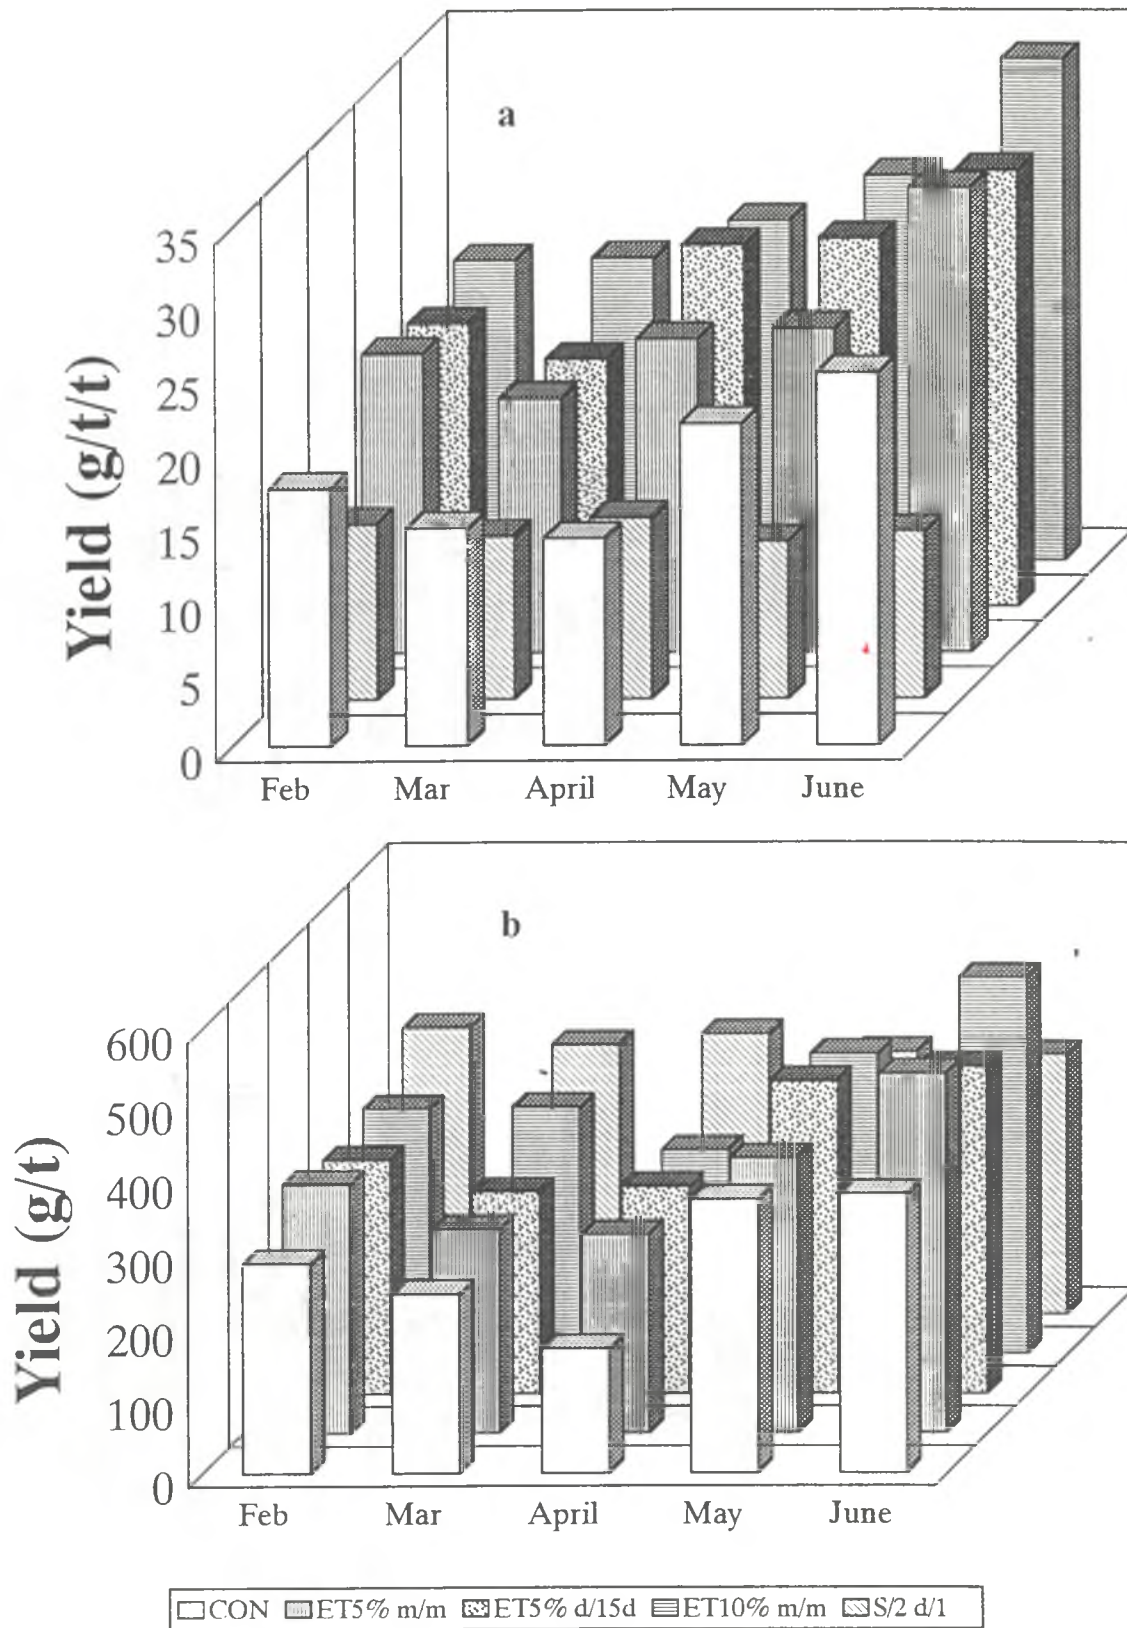 a
35
30
25
20
15
10
5
0
Yield (g/t/t)
Feb Mar April May June
b
600
500
400
300
200
100
0
Yield (g/t)
Feb Mar April May June
CON ET5% m/m ET5% d/15d ET10% m/m S/2 d/1